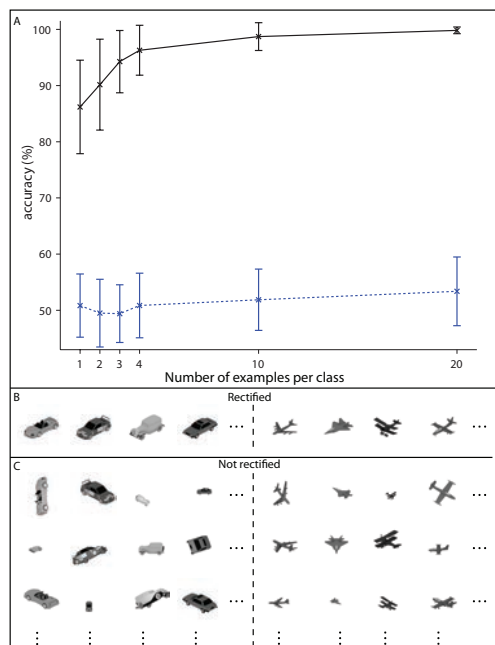 A
100
90
80
70
60
50
accuracy (%)
1 2 3 4 10 20
Number of examples per class
B Rectified
...
...
C Not rectified
...
...
...
...
...
...